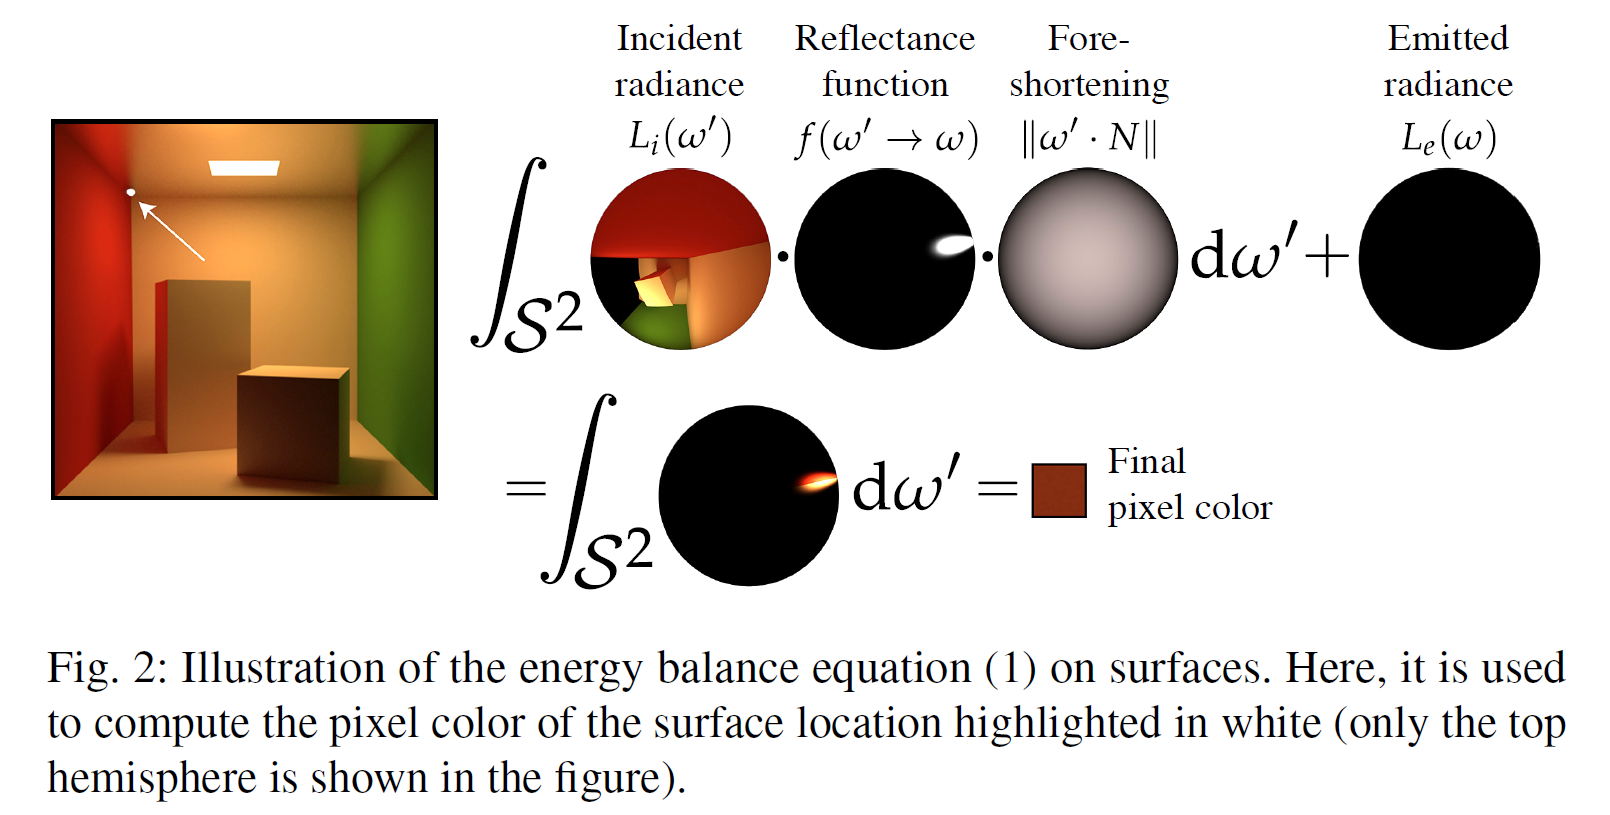 Incident Reflectance Fore- Emitted
radiance function shortening radiance
L_i(ω′) f(ω′ → ω) ‖ω′ · N‖ L_e(ω)
∫_{𝒮²} · · dω′ +
= ∫_{𝒮²} dω′ = Final
pixel color
Fig. 2: Illustration of the energy balance equation (1) on surfaces. Here, it is used
to compute the pixel color of the surface location highlighted in white (only the top
hemisphere is shown in the figure).